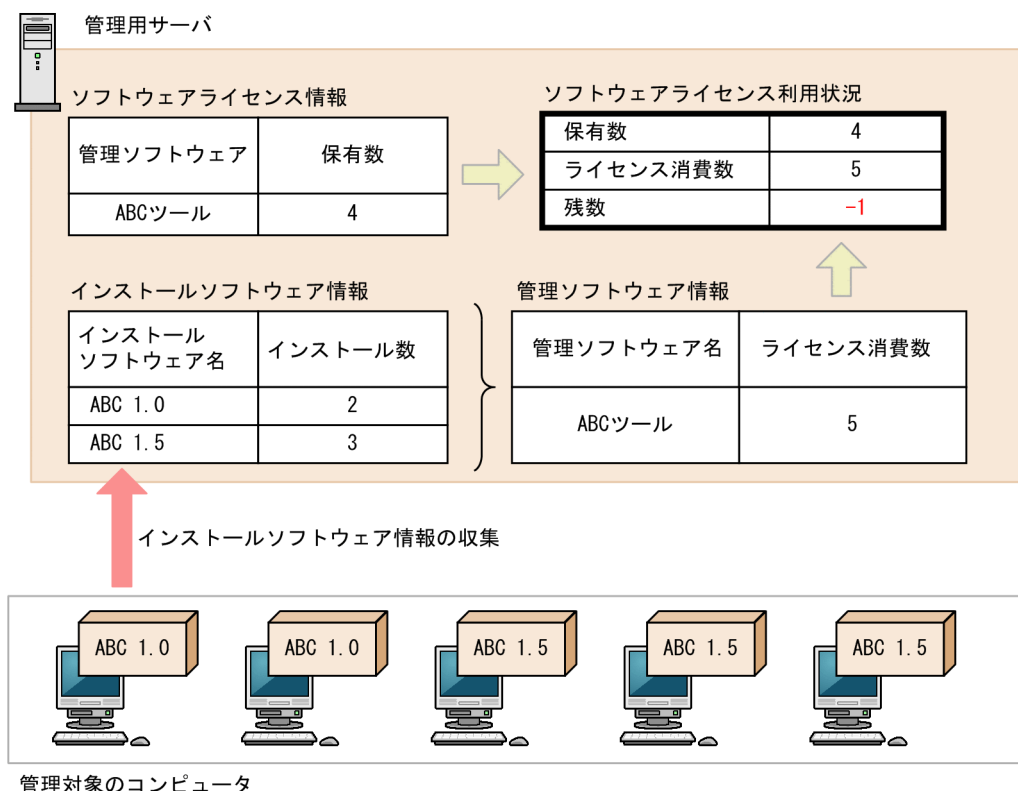 管理用サーバ
ソフトウェアライセンス情報
管理ソフトウェア 保有数
ABCツール 4
ソフトウェアライセンス利用状況
保有数 4
ライセンス消費数 5
残数 -1
インストールソフトウェア情報
インストール
ソフトウェア名 インストール数
ABC 1.0 2
ABC 1.5 3
管理ソフトウェア情報
管理ソフトウェア名 ライセンス消費数
ABCツール 5
インストールソフトウェア情報の収集
ABC 1.0 ABC 1.0 ABC 1.5 ABC 1.5 ABC 1.5
管理対象のコンピュータ